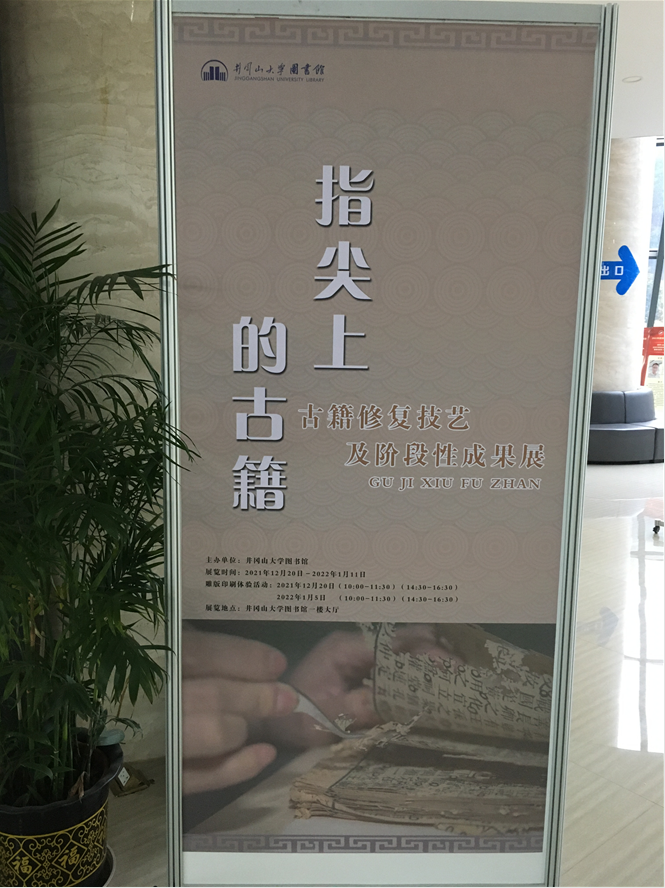 井冈山大学图書館
JINGGANGSHAN UNIVERSITY LIBRARY
指尖上
的古籍
古籍修复技艺
及阶段性成果展
GU JI XIU FU ZHAN
主办单位：井冈山大学图书馆
展览时间：2021年12月20日－2022年1月11日
雕版印刷体验活动：2021年12月20日（10:00-11:30）（14:30-16:30）
2022年1月5日 （10:00-11:30）（14:30-16:30）
展览地点：井冈山大学图书馆一楼大厅
出口
福
福